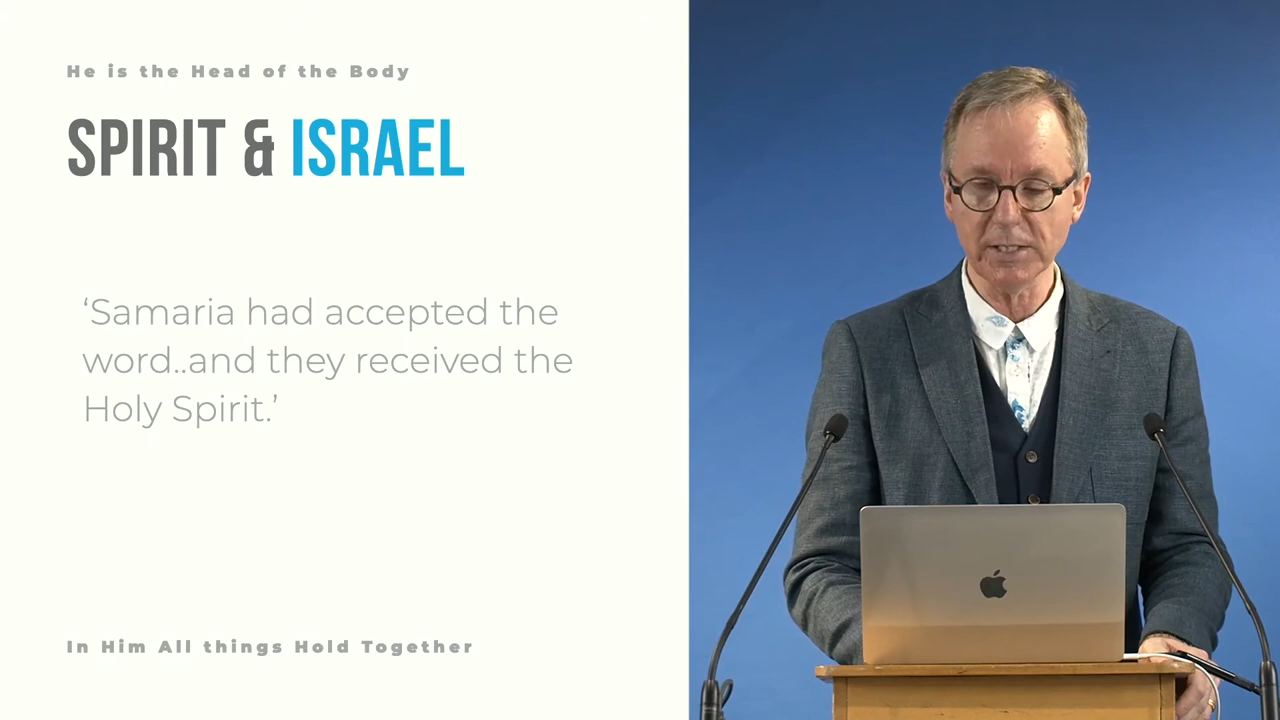 He is the Head of the Body
SPIRIT & ISRAEL
‘Samaria had accepted the
word..and they received the
Holy Spirit.’
In Him All things Hold Together